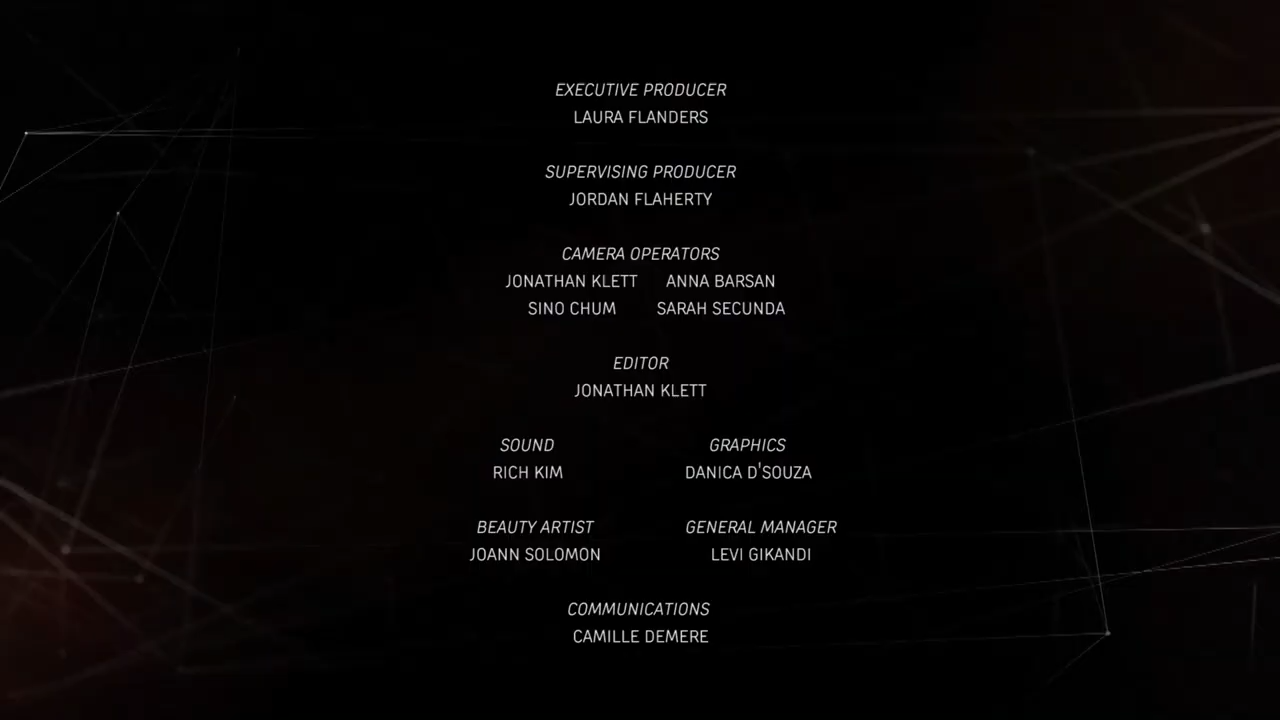 EXECUTIVE PRODUCER
LAURA FLANDERS
SUPERVISING PRODUCER
JORDAN FLAHERTY
CAMERA OPERATORS
JONATHAN KLETT ANNA BARSAN
SINO CHUM SARAH SECUNDA
EDITOR
JONATHAN KLETT
SOUND GRAPHICS
RICH KIM DANICA D'SOUZA
BEAUTY ARTIST GENERAL MANAGER
JOANN SOLOMON LEVI GIKANDI
COMMUNICATIONS
CAMILLE DEMERE